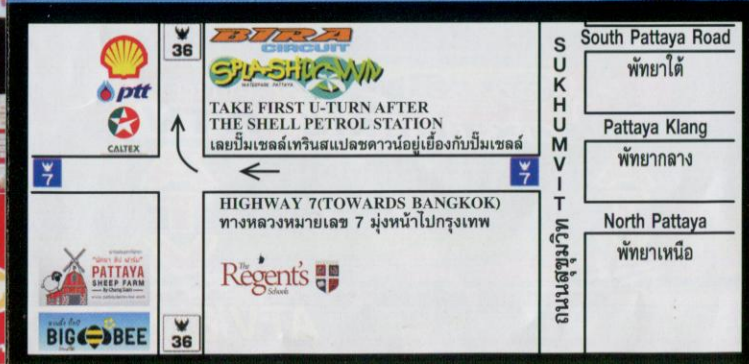 ptt
CALTEX
36
BIRA
CIRCUIT
SPLASHDOWN
WATERPARK PATTAYA
TAKE FIRST U-TURN AFTER
THE SHELL PETROL STATION
เลยปั๊มเชลล์เทรินสแปลชดาวน์อยู่เยื้องกับปั๊มเชลล์
7
7
HIGHWAY 7(TOWARDS BANGKOK)
ทางหลวงหมายเลข 7 มุ่งหน้าไปกรุงเทพ
The
Regent's
Schools
PATTAYA
SHEEP FARM
BIG BEE
36
SUKHUMVIT ถนนสุขุมวิท
South Pattaya Road
พัทยาใต้
Pattaya Klang
พัทยากลาง
North Pattaya
พัทยาเหนือ